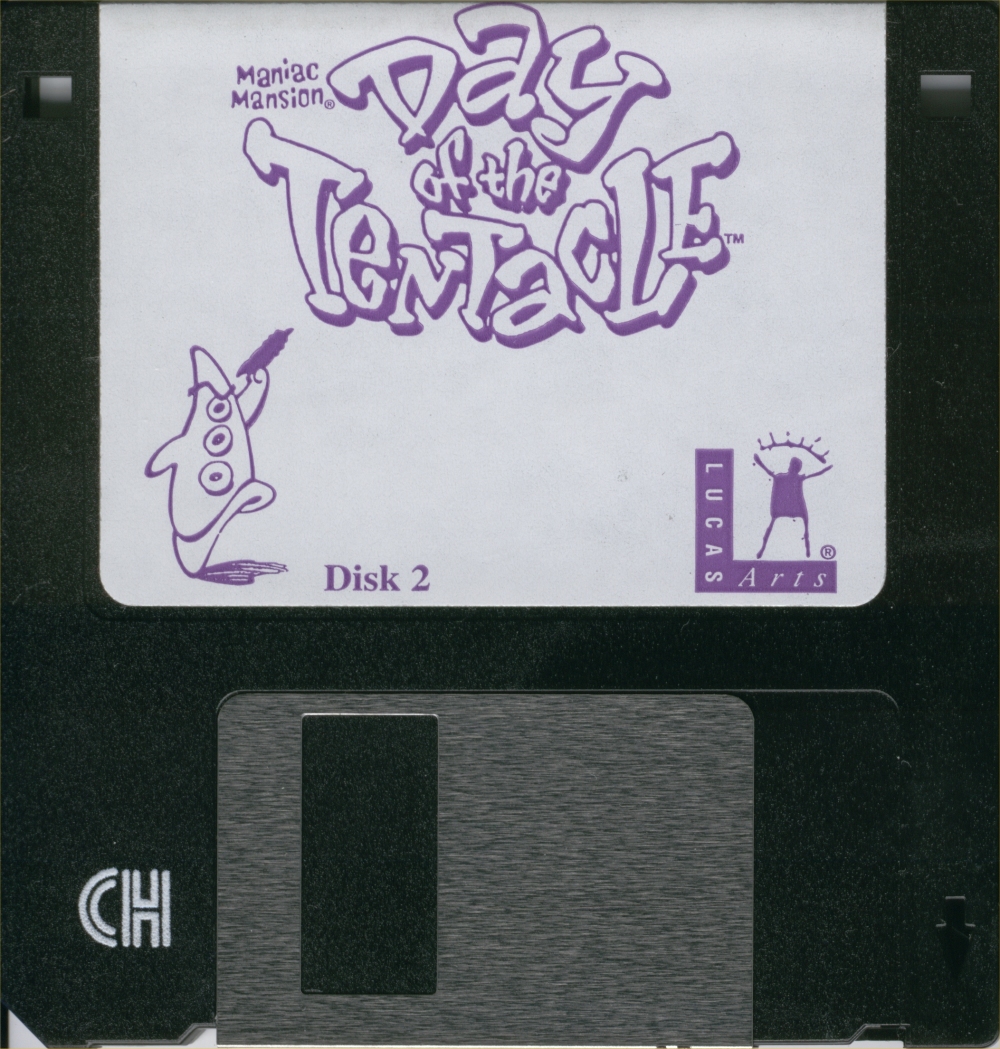 Maniac
Mansion®
Day
of the
Tentacle™
Disk 2
LUCAS
Arts®
CH